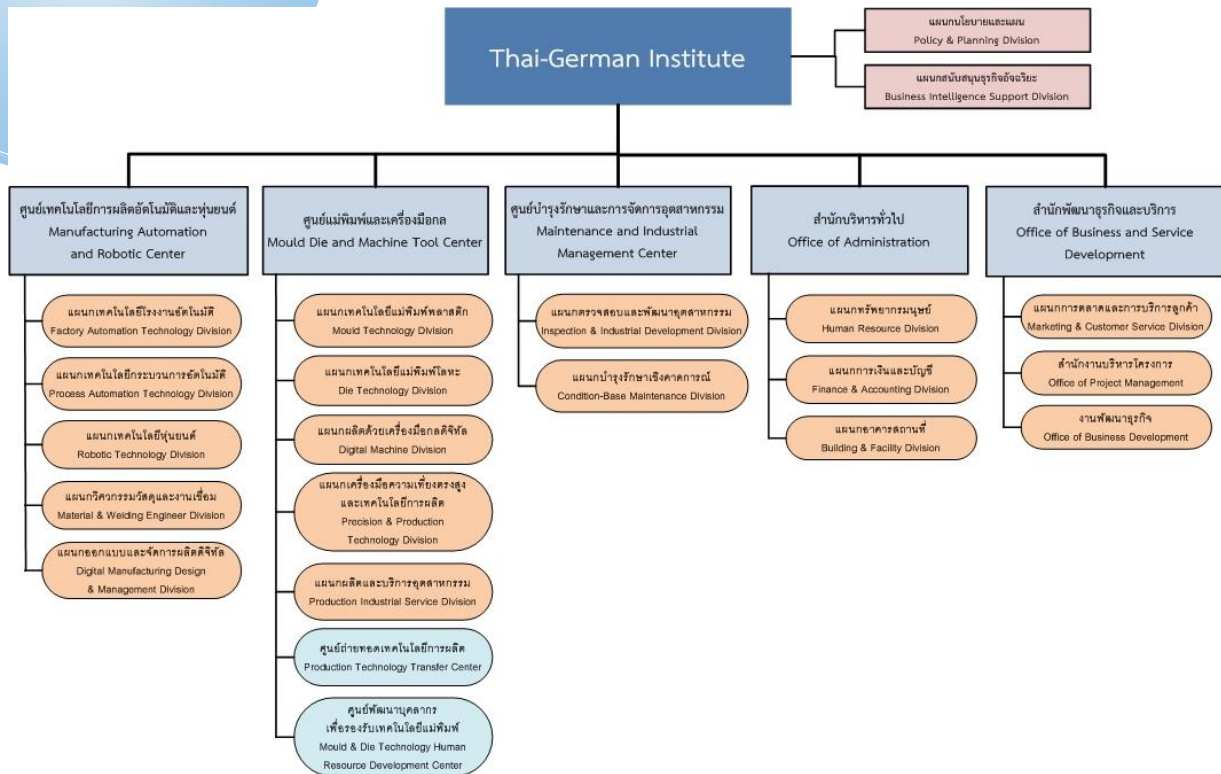 Thai-German Institute
แผนกนโยบายและแผน
Policy & Planning Division
แผนกสนับสนุนธุรกิจอัจฉริยะ
Business Intelligence Support Division
ศูนย์เทคโนโลยีการผลิตอัตโนมัติและหุ่นยนต์
Manufacturing Automation
and Robotic Center
แผนกเทคโนโลยีโรงงานอัตโนมัติ
Factory Automation Technology Division
แผนกเทคโนโลยีกระบวนการอัตโนมัติ
Process Automation Technology Division
แผนกเทคโนโลยีหุ่นยนต์
Robotic Technology Division
แผนกวิศวกรรมวัสดุและงานเชื่อม
Material & Welding Engineer Division
แผนกออกแบบและจัดการผลิตดิจิทัล
Digital Manufacturing Design
& Management Division
ศูนย์แม่พิมพ์และเครื่องมือกล
Mould Die and Machine Tool Center
แผนกเทคโนโลยีแม่พิมพ์พลาสติก
Mould Technology Division
แผนกเทคโนโลยีแม่พิมพ์โลหะ
Die Technology Division
แผนกผลิตด้วยเครื่องมือกลดิจิทัล
Digital Machine Division
แผนกเครื่องมือความเที่ยงตรงสูง
และเทคโนโลยีการผลิต
Precision & Production
Technology Division
แผนกผลิตและบริการอุตสาหกรรม
Production Industrial Service Division
ศูนย์ถ่ายทอดเทคโนโลยีการผลิต
Production Technology Transfer Center
ศูนย์พัฒนาบุคลากร
เพื่อรองรับเทคโนโลยีแม่พิมพ์
Mould & Die Technology Human
Resource Development Center
ศูนย์บำรุงรักษาและการจัดการอุตสาหกรรม
Maintenance and Industrial
Management Center
แผนกตรวจสอบและพัฒนาอุตสาหกรรม
Inspection & Industrial Development Division
แผนกบำรุงรักษาเชิงคาดการณ์
Condition-Base Maintenance Division
สำนักบริหารทั่วไป
Office of Administration
แผนกทรัพยากรมนุษย์
Human Resource Division
แผนกการเงินและบัญชี
Finance & Accounting Division
แผนกอาคารสถานที่
Building & Facility Division
สำนักพัฒนาธุรกิจและบริการ
Office of Business and Service
Development
แผนกการตลาดและการบริการลูกค้า
Marketing & Customer Service Division
สำนักงานบริหารโครงการ
Office of Project Management
งานพัฒนาธุรกิจ
Office of Business Development